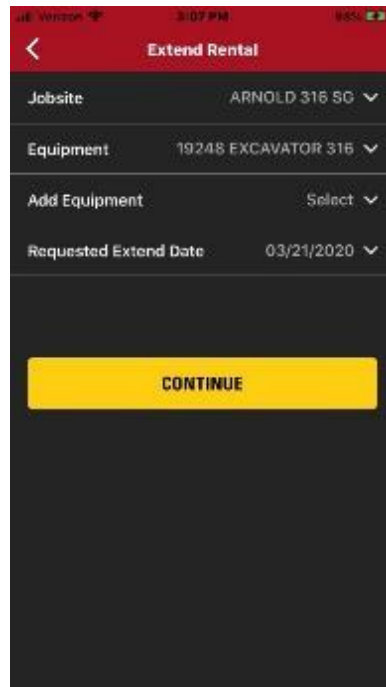 Verizon 3:07 PM
Extend Rental
Jobsite ARNOLD 316 SG
Equipment 19248 EXCAVATOR 316
Add Equipment Select
Requested Extend Date 03/21/2020
CONTINUE